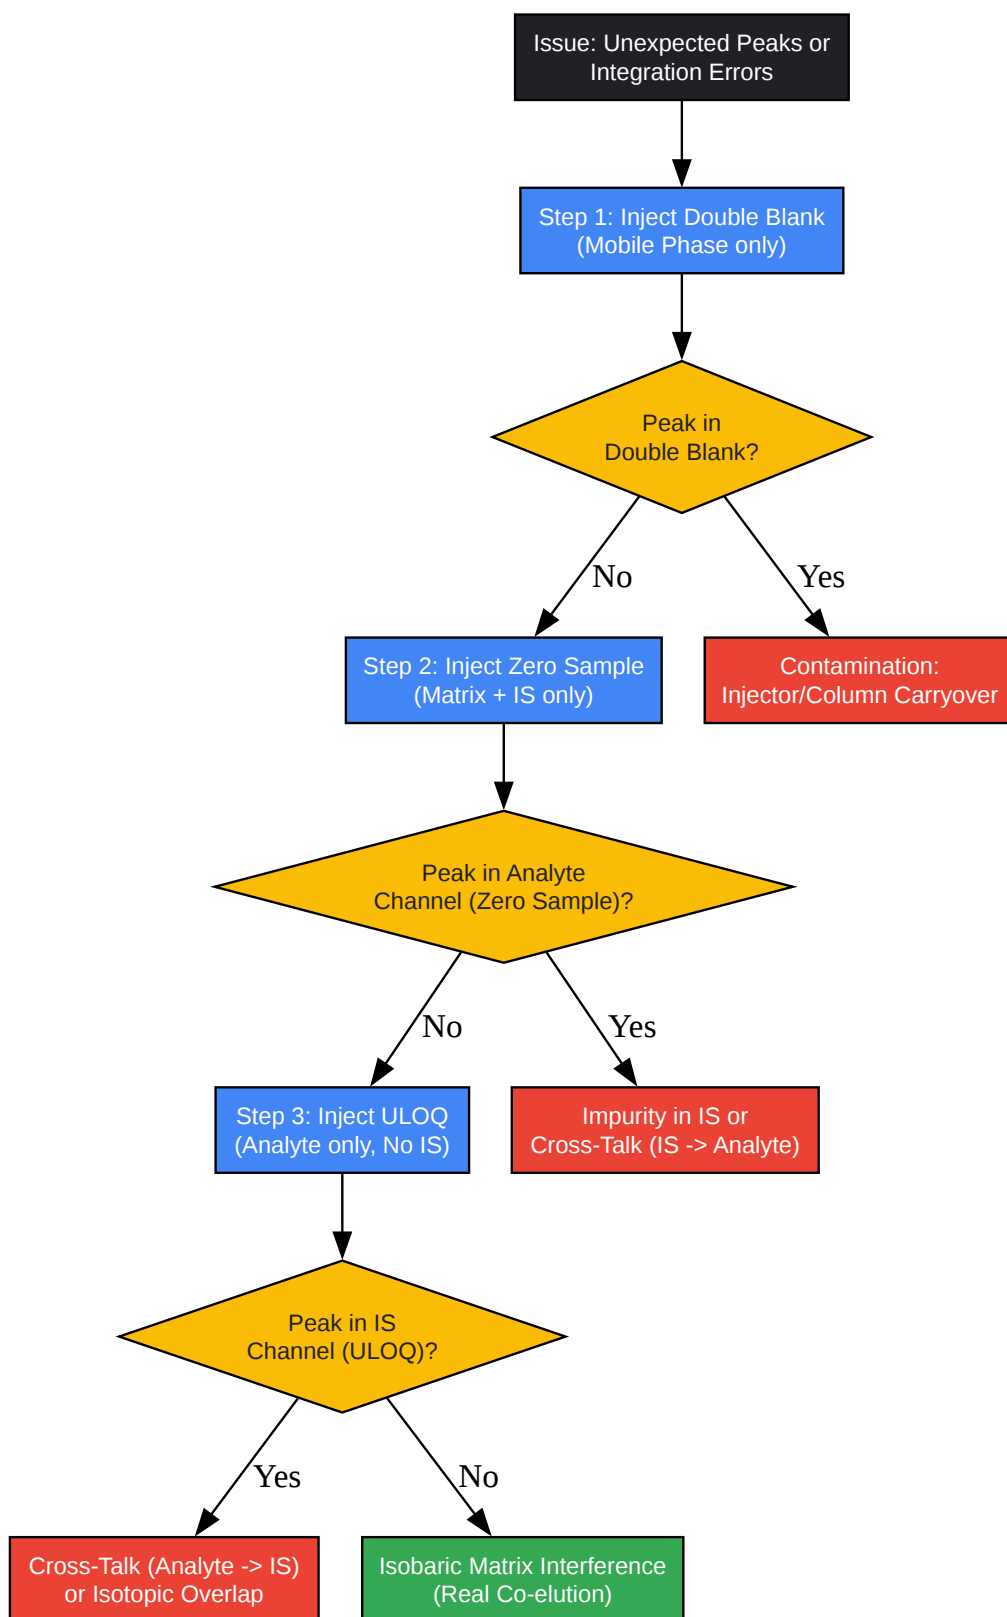 Issue: Unexpected Peaks or
Integration Errors
Step 1: Inject Double Blank
(Mobile Phase only)
Peak in
Double Blank?
No
Yes
Step 2: Inject Zero Sample
(Matrix + IS only)
Contamination:
Injector/Column Carryover
Peak in Analyte
Channel (Zero Sample)?
No
Yes
Step 3: Inject ULOQ
(Analyte only, No IS)
Impurity in IS or
Cross-Talk (IS -> Analyte)
Peak in IS
Channel (ULOQ)?
Yes
No
Cross-Talk (Analyte -> IS)
or Isotopic Overlap
Isobaric Matrix Interference
(Real Co-elution)